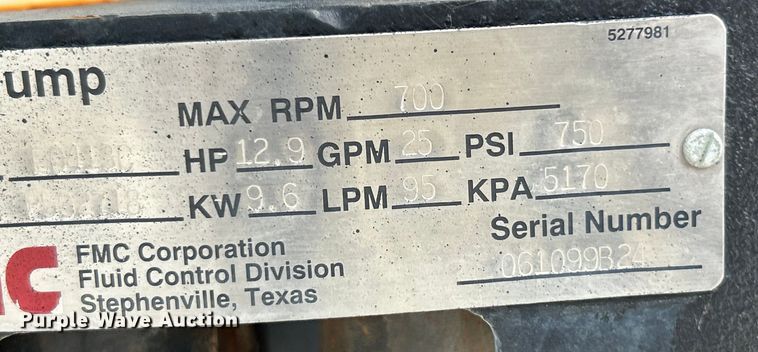 5277981
ump
MAX RPM 700
HP 12.9 GPM 25 PSI 750
KW 9.6 LPM 95 KPA 5170
Serial Number
061099B24
FMC Corporation
Fluid Control Division
Stephenville, Texas
Purple Wave Auction